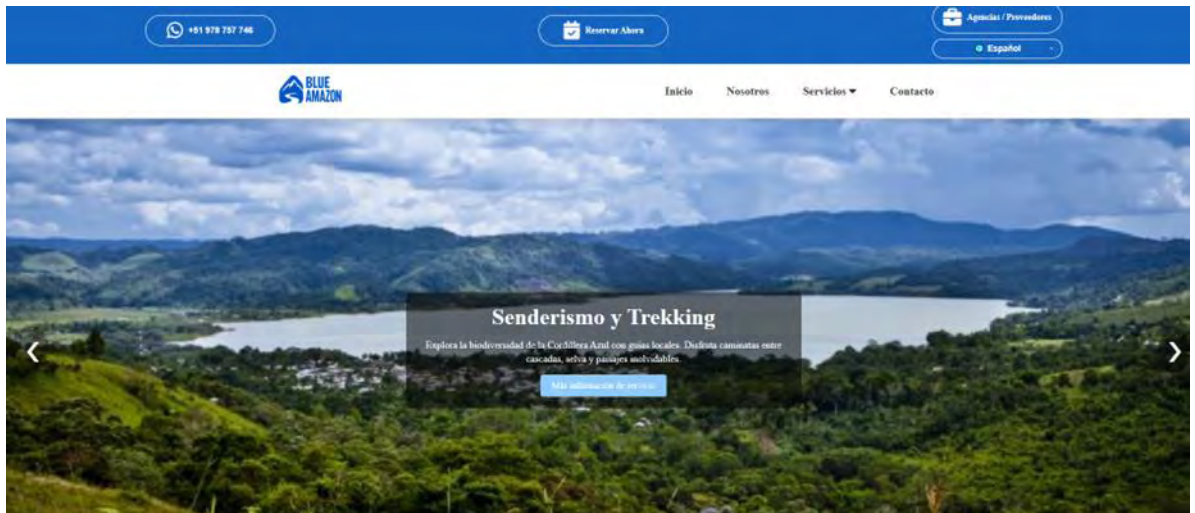 +51 978 757 746
Reservar Ahora
Agencias / Proveedores
Español
BLUE
AMAZON
Inicio Nosotros Servicios Contacto
Senderismo y Trekking
Explora la biodiversidad de la Cordillera Azul con guías locales. Disfruta caminatas entre
cascadas, selva y paisajes inolvidables.
Más información de servicio